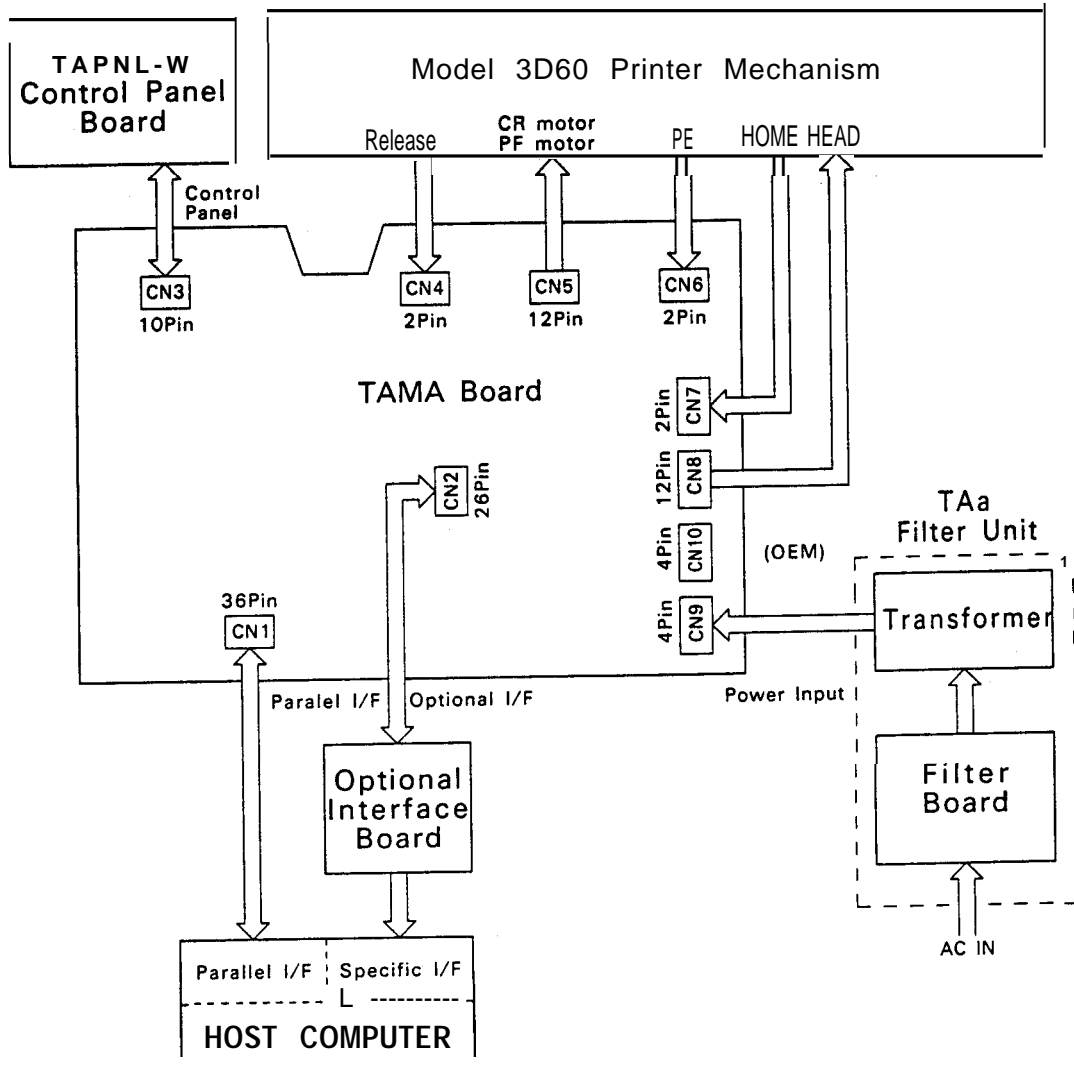 TAPNL-W
Control Panel
Board
Model 3D60 Printer Mechanism
Release
CR motor
PF motor
PE
HOME HEAD
Control
Panel
CN3
10Pin
CN4
2Pin
CN5
12Pin
CN6
2Pin
TAMA Board
2Pin
CN7
12Pin
CN8
CN2
26Pin
4Pin
CN10
(OEM)
4Pin
CN9
TAa
Filter Unit
Transformer
36Pin
CN1
Paralel I/F
Optional I/F
Power Input
Optional
Interface
Board
Filter
Board
AC IN
Parallel I/F
Specific I/F
L
HOST COMPUTER